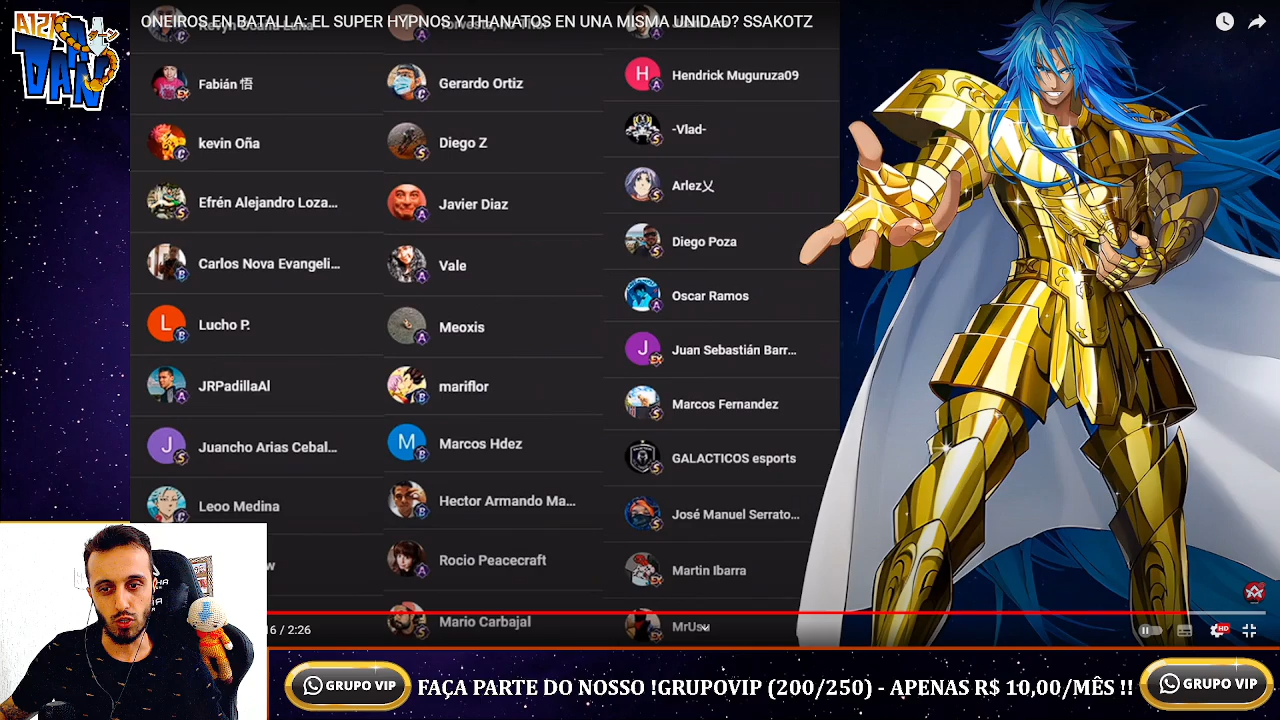 ONEIROS EN BATALLA: EL SUPER HYPNOS Y THANATOS EN UNA MISMA UNIDAD? SSAKOTZ
DAN
Fabián 悟
kevin Oña
Efrén Alejandro Loza...
Carlos Nova Evangeli...
L
Lucho P.
JRPadillaAl
J
Juancho Arias Cebal...
Leoo Medina
Gerardo Ortiz
Diego Z
Javier Diaz
Vale
Meoxis
mariflor
M
Marcos Hdez
Hector Armando Ma...
Rocio Peacecraft
Mario Carbajal
H
Hendrick Muguruza09
-Vlad-
Arlez乂
Diego Poza
Oscar Ramos
J
Juan Sebastián Barr...
Marcos Fernandez
GALACTICOS esports
José Manuel Serrato...
Martin Ibarra
16 / 2:26
HD
GRUPO VIP
FAÇA PARTE DO NOSSO !GRUPOVIP (200/250) - APENAS R$ 10,00/MÊS !!
GRUPO VIP